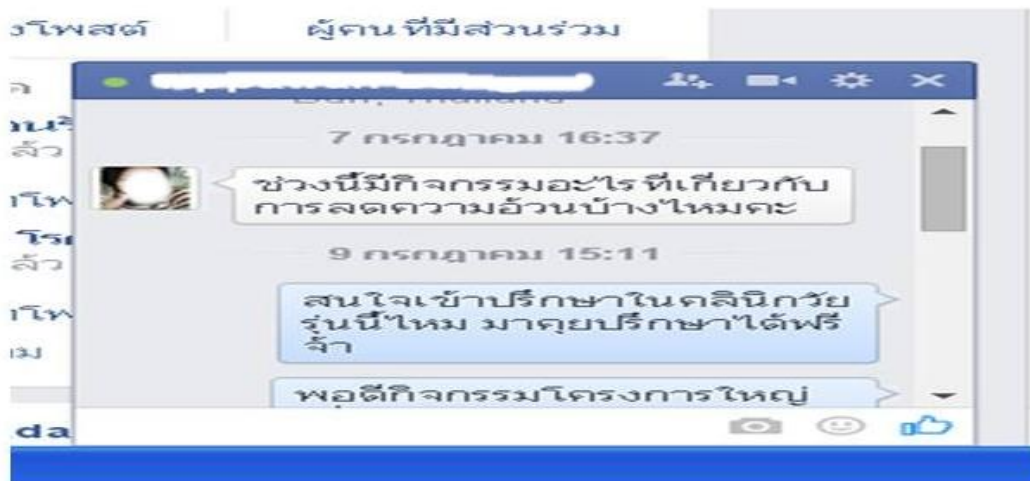 งโพสต์ ผู้คนที่มีส่วนร่วม
7 กรกฎาคม 16:37
ช่วงนี้มีกิจกรรมอะไรที่เกี่ยวกับ
การลดความอ้วนบ้างไหมคะ
9 กรกฎาคม 15:11
สนใจเข้าปรึกษาในคลินิกวัย
รุ่นนี้ไหม มาคุยปรึกษาได้ฟรี
จ้า
พอดีกิจกรรมโครงการใหญ่
da